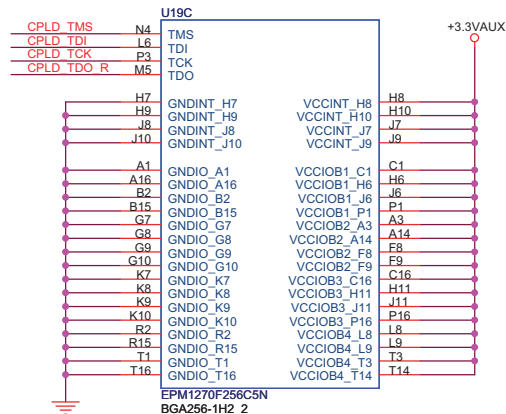 U19C
+3.3VAUX
CPLD_TMS N4 TMS
CPLD_TDI L6 TDI
CPLD_TCK P3 TCK
CPLD_TDO_R M5 TDO
H7 GNDINT_H7 VCCINT_H8 H8
H9 GNDINT_H9 VCCINT_H10 H10
J8 GNDINT_J8 VCCINT_J7 J7
J10 GNDINT_J10 VCCINT_J9 J9
A1 GNDIO_A1 VCCIOB1_C1 C1
A16 GNDIO_A16 VCCIOB1_H6 H6
B2 GNDIO_B2 VCCIOB1_J6 J6
B15 GNDIO_B15 VCCIOB1_P1 P1
G7 GNDIO_G7 VCCIOB2_A3 A3
G8 GNDIO_G8 VCCIOB2_A14 A14
G9 GNDIO_G9 VCCIOB2_F8 F8
G10 GNDIO_G10 VCCIOB2_F9 F9
K7 GNDIO_K7 VCCIOB3_C16 C16
K8 GNDIO_K8 VCCIOB3_H11 H11
K9 GNDIO_K9 VCCIOB3_J11 J11
K10 GNDIO_K10 VCCIOB3_P16 P16
R2 GNDIO_R2 VCCIOB4_L8 L8
R15 GNDIO_R15 VCCIOB4_L9 L9
T1 GNDIO_T1 VCCIOB4_T3 T3
T16 GNDIO_T16 VCCIOB4_T14 T14
EPM1270F256C5N
BGA256-1H2_2